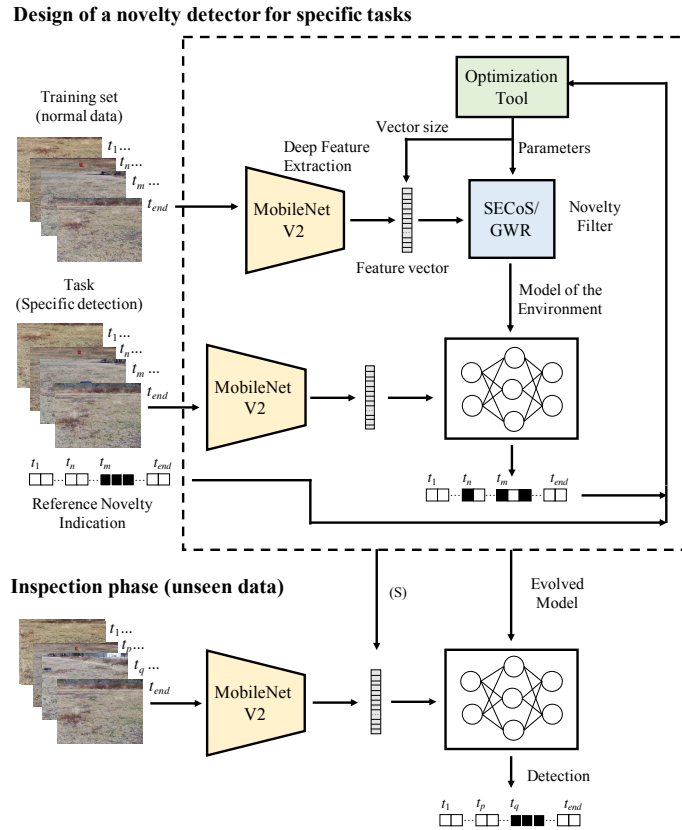 Design of a novelty detector for specific tasks
Optimization
Tool
Training set
(normal data)
t1 ...
tn ...
tm ...
tend
Deep Feature
Extraction
Vector size
Parameters
MobileNet
V2
SECoS/
GWR
Novelty
Filter
Feature vector
Model of the
Environment
Task
(Specific detection)
t1 ...
tn ...
tm ...
tend
MobileNet
V2
t1 tn tm tend
Reference Novelty
Indication
t1 tn tm tend
Inspection phase (unseen data)
(S)
Evolved
Model
t1 ...
tp ...
tq ...
tend
MobileNet
V2
Detection
t1 tp tq tend